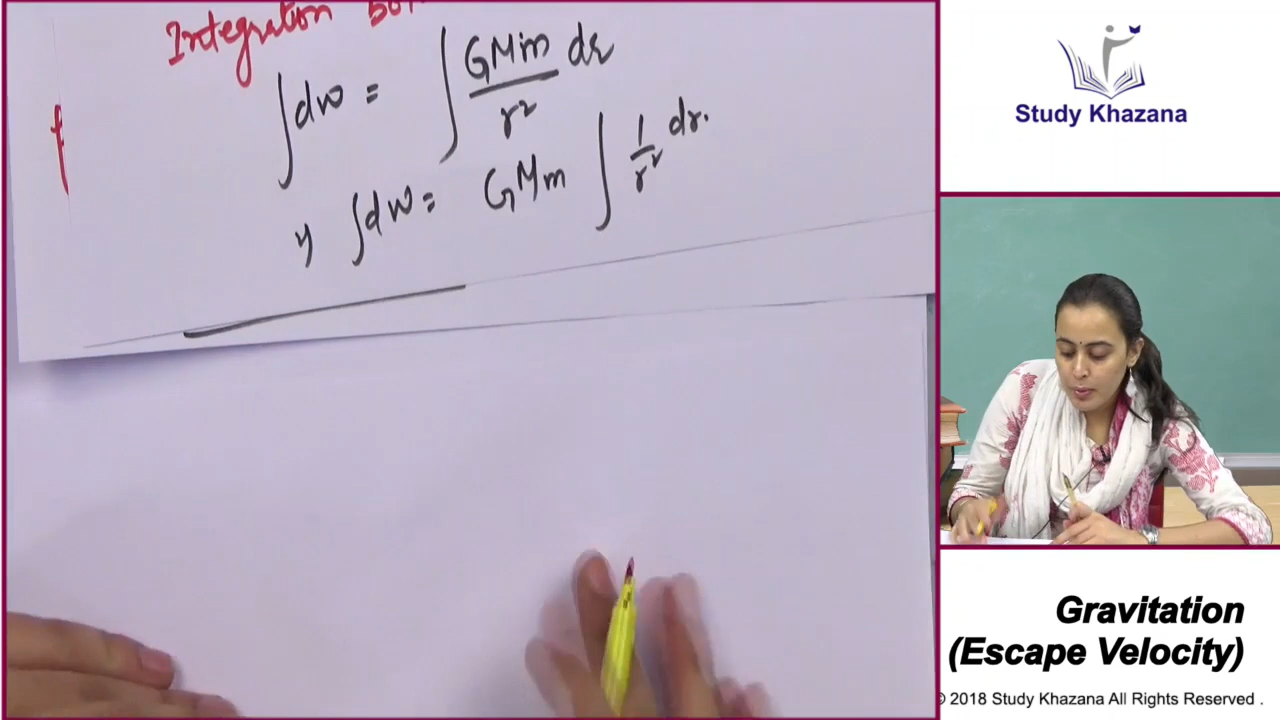 Integration
∫dw = ∫ GMm/r² dr
∫dw = GMm ∫ 1/r² dr.
Study Khazana
Gravitation
(Escape Velocity)
© 2018 Study Khazana All Rights Reserved .